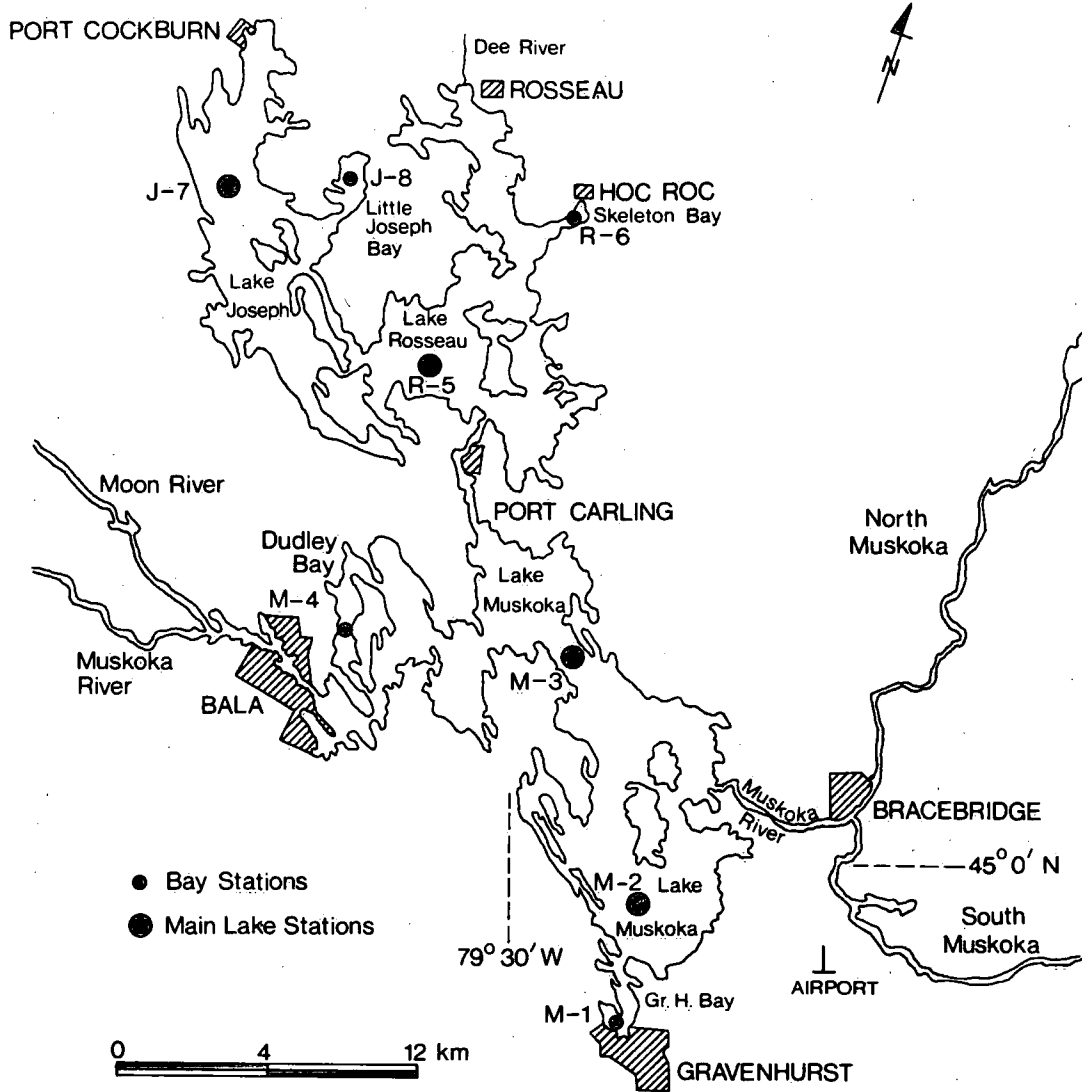 PORT COCKBURN
Dee River
N
ROSSEAU
J-7
J-8
HOC ROC
Little
Joseph
Bay
Skeleton Bay
R-6
Lake
Joseph
Lake
Rosseau
R-5
Moon River
PORT CARLING
North
Muskoka
Dudley
Bay
Lake
Muskoka
M-4
Muskoka
River
M-3
BALA
Muskoka
River
BRACEBRIDGE
45° 0' N
Bay Stations
M-2
Lake
Muskoka
Main Lake Stations
South
Muskoka
79° 30' W
AIRPORT
Gr. H. Bay
M-1
0 4 12 km
GRAVENHURST